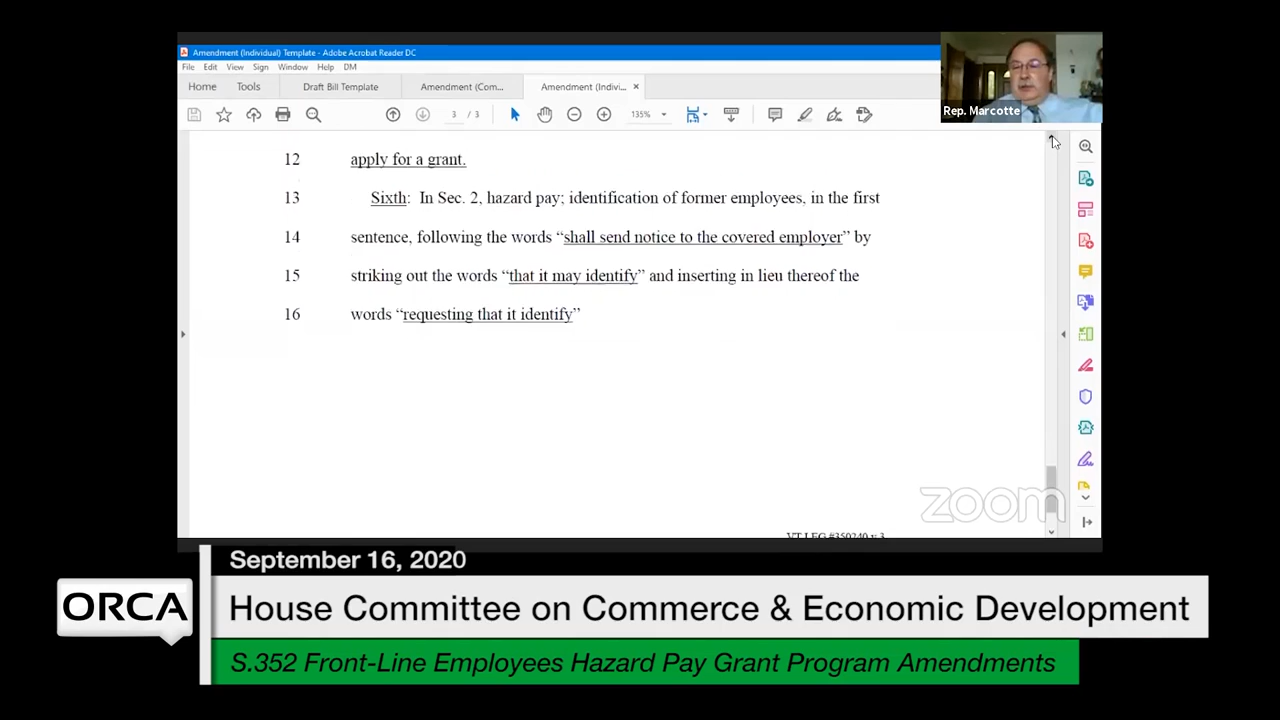 Amendment (Individual) Template - Adobe Acrobat Reader DC
File Edit View Sign Window Help DM
Home Tools Draft Bill Template Amendment (Com... Amendment (Indivi... ×
3 / 3 135%
Rep. Marcotte
12 apply for a grant.
13 Sixth: In Sec. 2, hazard pay; identification of former employees, in the first
14 sentence, following the words “shall send notice to the covered employer” by
15 striking out the words “that it may identify” and inserting in lieu thereof the
16 words “requesting that it identify”
zoom
VT LEG #350240 v.3
September 16, 2020
ORCA
House Committee on Commerce & Economic Development
S.352 Front-Line Employees Hazard Pay Grant Program Amendments